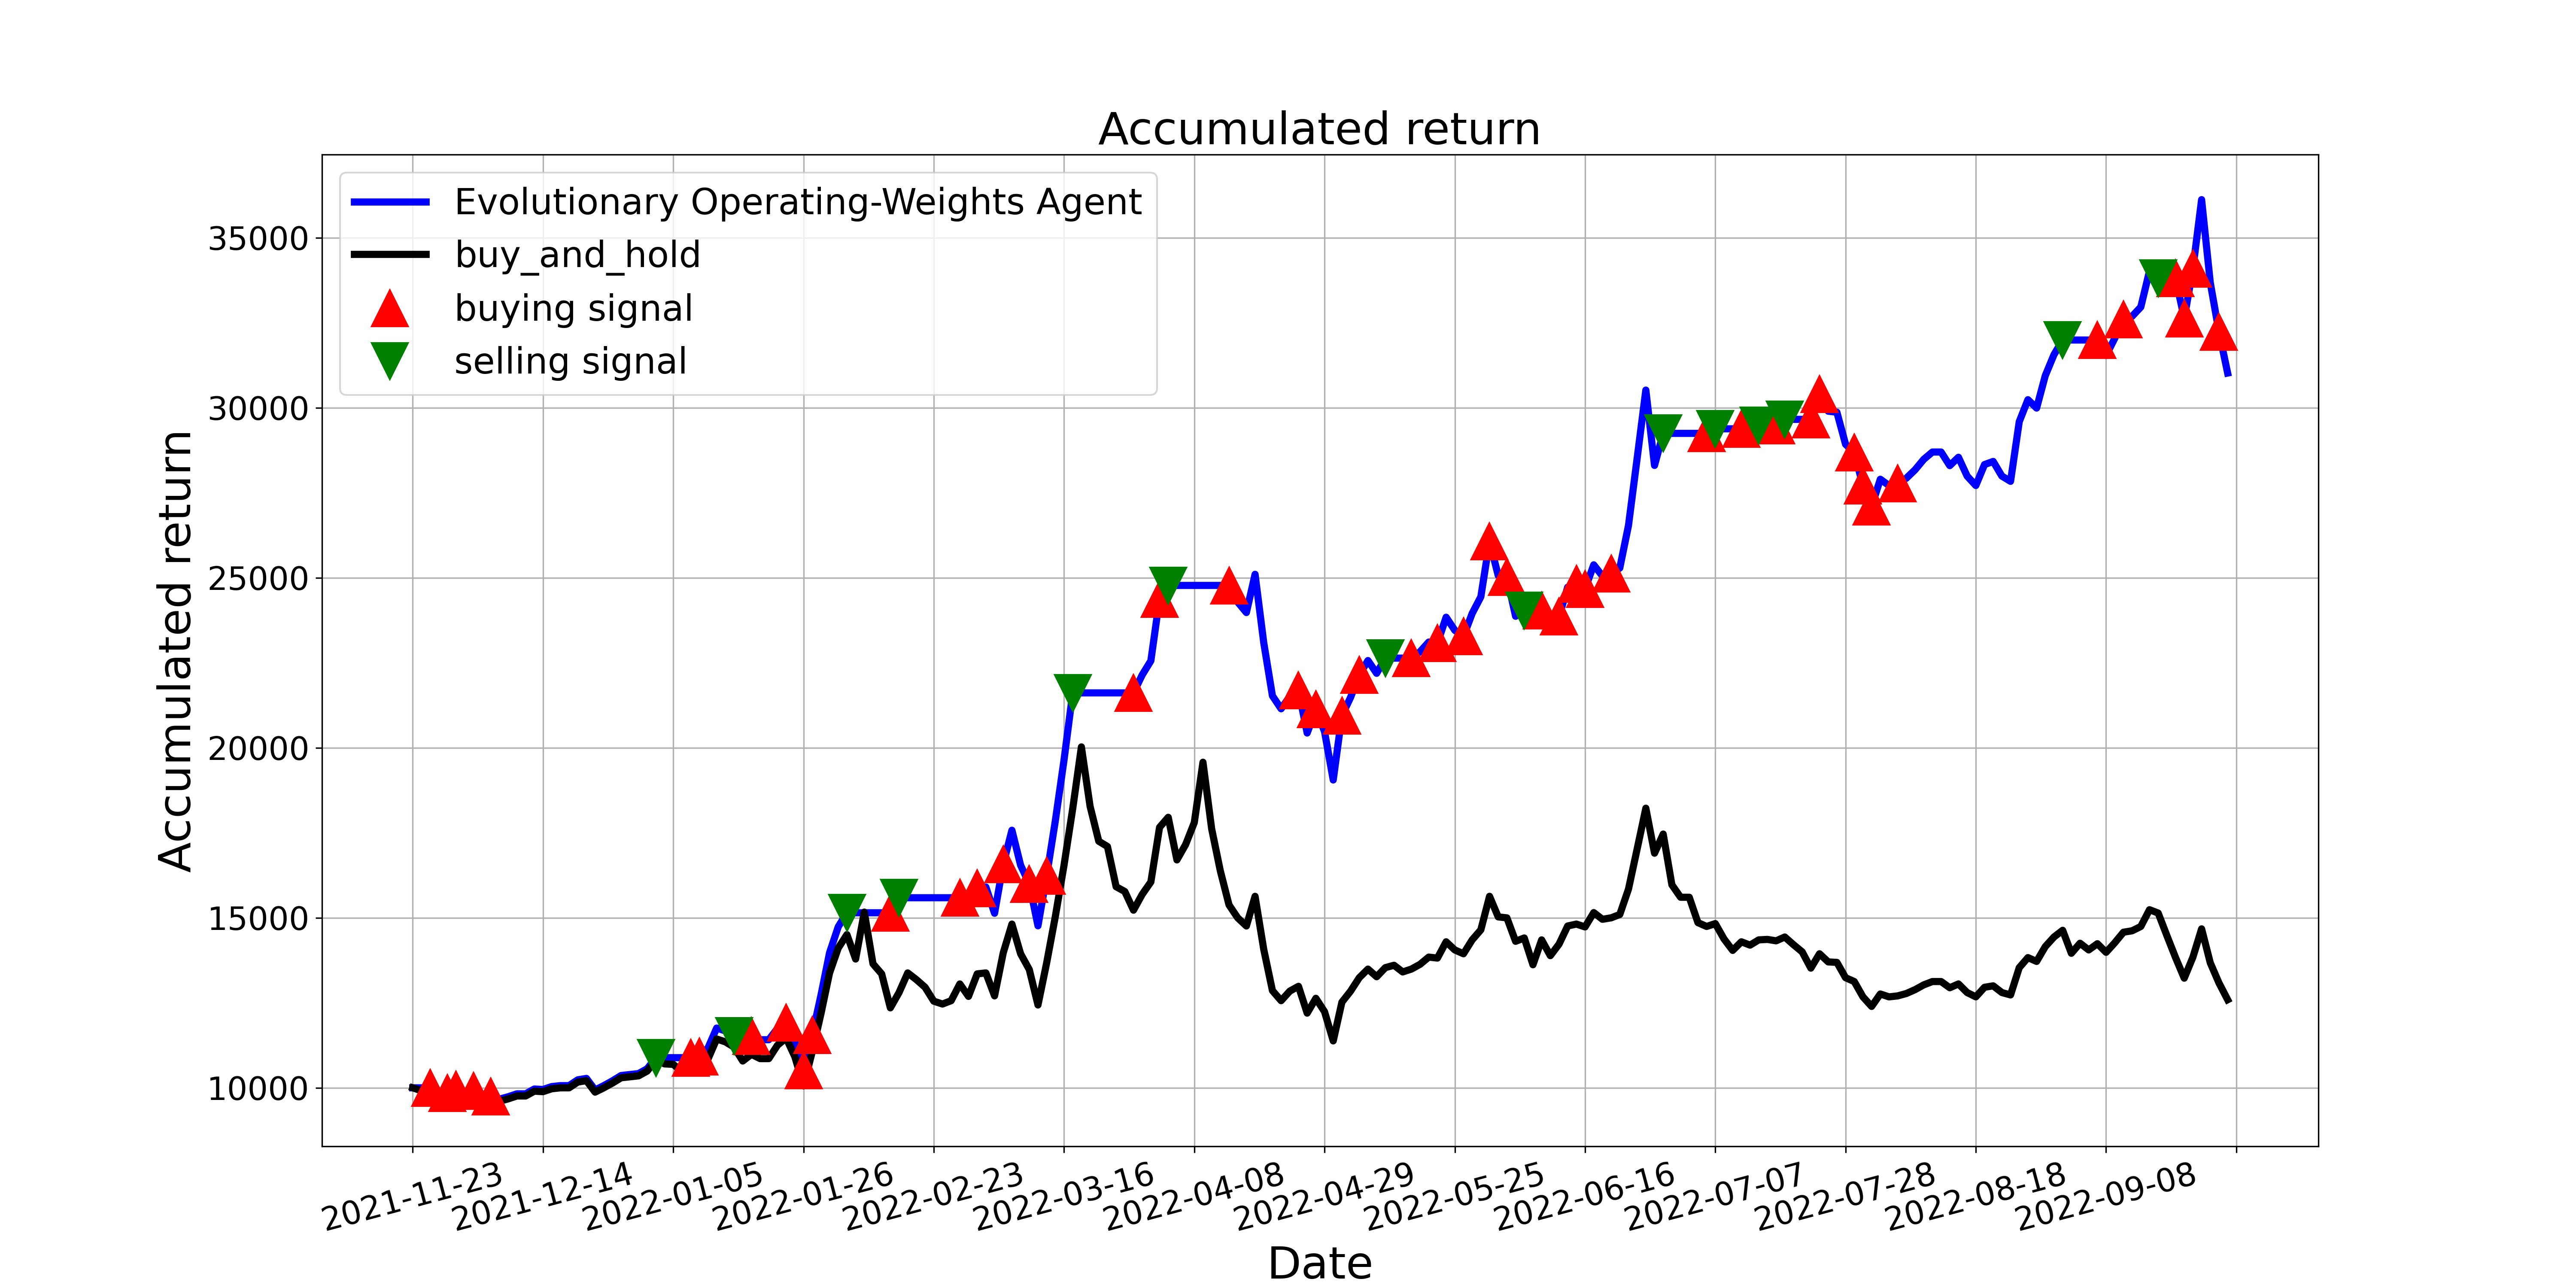 Accumulated return
Evolutionary Operating-Weights Agent
buy_and_hold
buying signal
selling signal
Accumulated return
35000
30000
25000
20000
15000
10000
2021-11-23
2021-12-14
2022-01-05
2022-01-26
2022-02-23
2022-03-16
2022-04-08
2022-04-29
2022-05-25
2022-06-16
2022-07-07
2022-07-28
2022-08-18
2022-09-08
Date